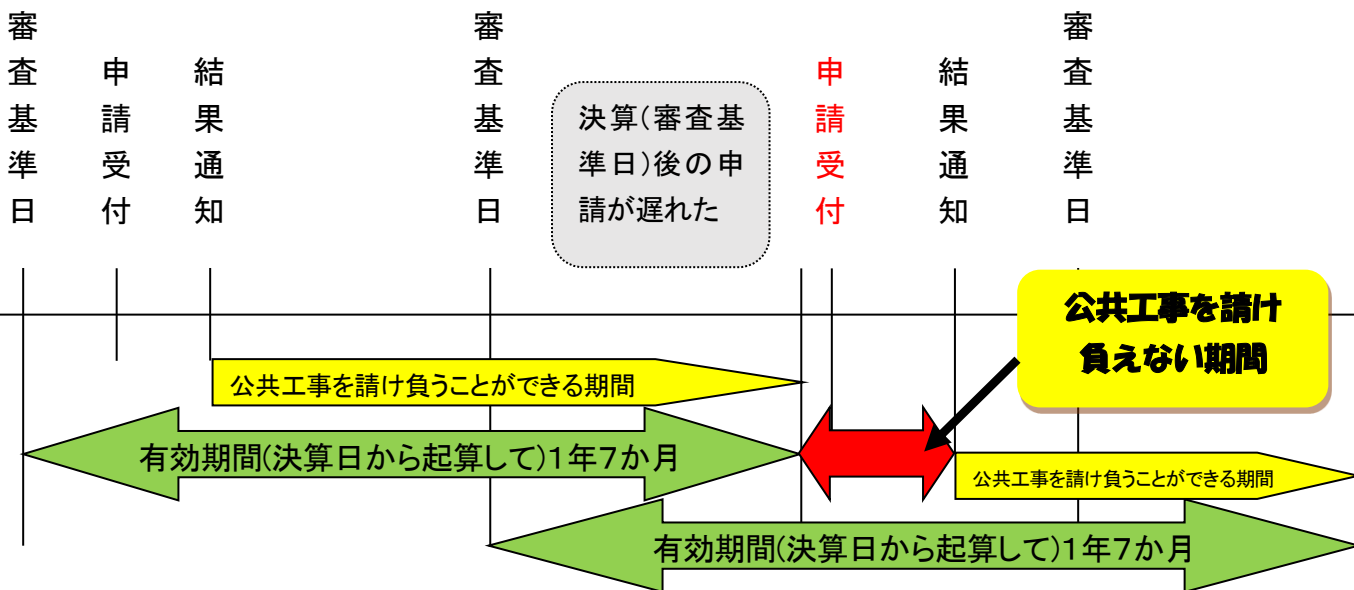 審査基準日
申請受付
結果通知
審査基準日
決算(審査基
準日)後の申
請が遅れた
申請受付
結果通知
審査基準日
公共工事を請け
負えない期間
公共工事を請け負うことができる期間
有効期間(決算日から起算して)1年7か月
公共工事を請け負うことができる期間
有効期間(決算日から起算して)1年7か月